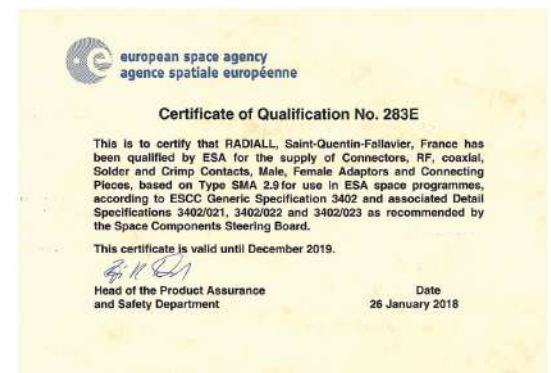 european space agency
agence spatiale européenne
Certificate of Qualification No. 283E
This is to certify that RADIALL, Saint-Quentin-Fallavier, France has
been qualified by ESA for the supply of Connectors, RF, coaxial,
Solder and Crimp Contacts, Male, Female Adaptors and Connecting
Pieces, based on Type SMA 2.9 for use in ESA space programmes,
according to ESCC Generic Specification 3402 and associated Detail
Specifications 3402/021, 3402/022 and 3402/023 as recommended by
the Space Components Steering Board.
This certificate is valid until December 2019.
Head of the Product Assurance
and Safety Department
Date
26 January 2018